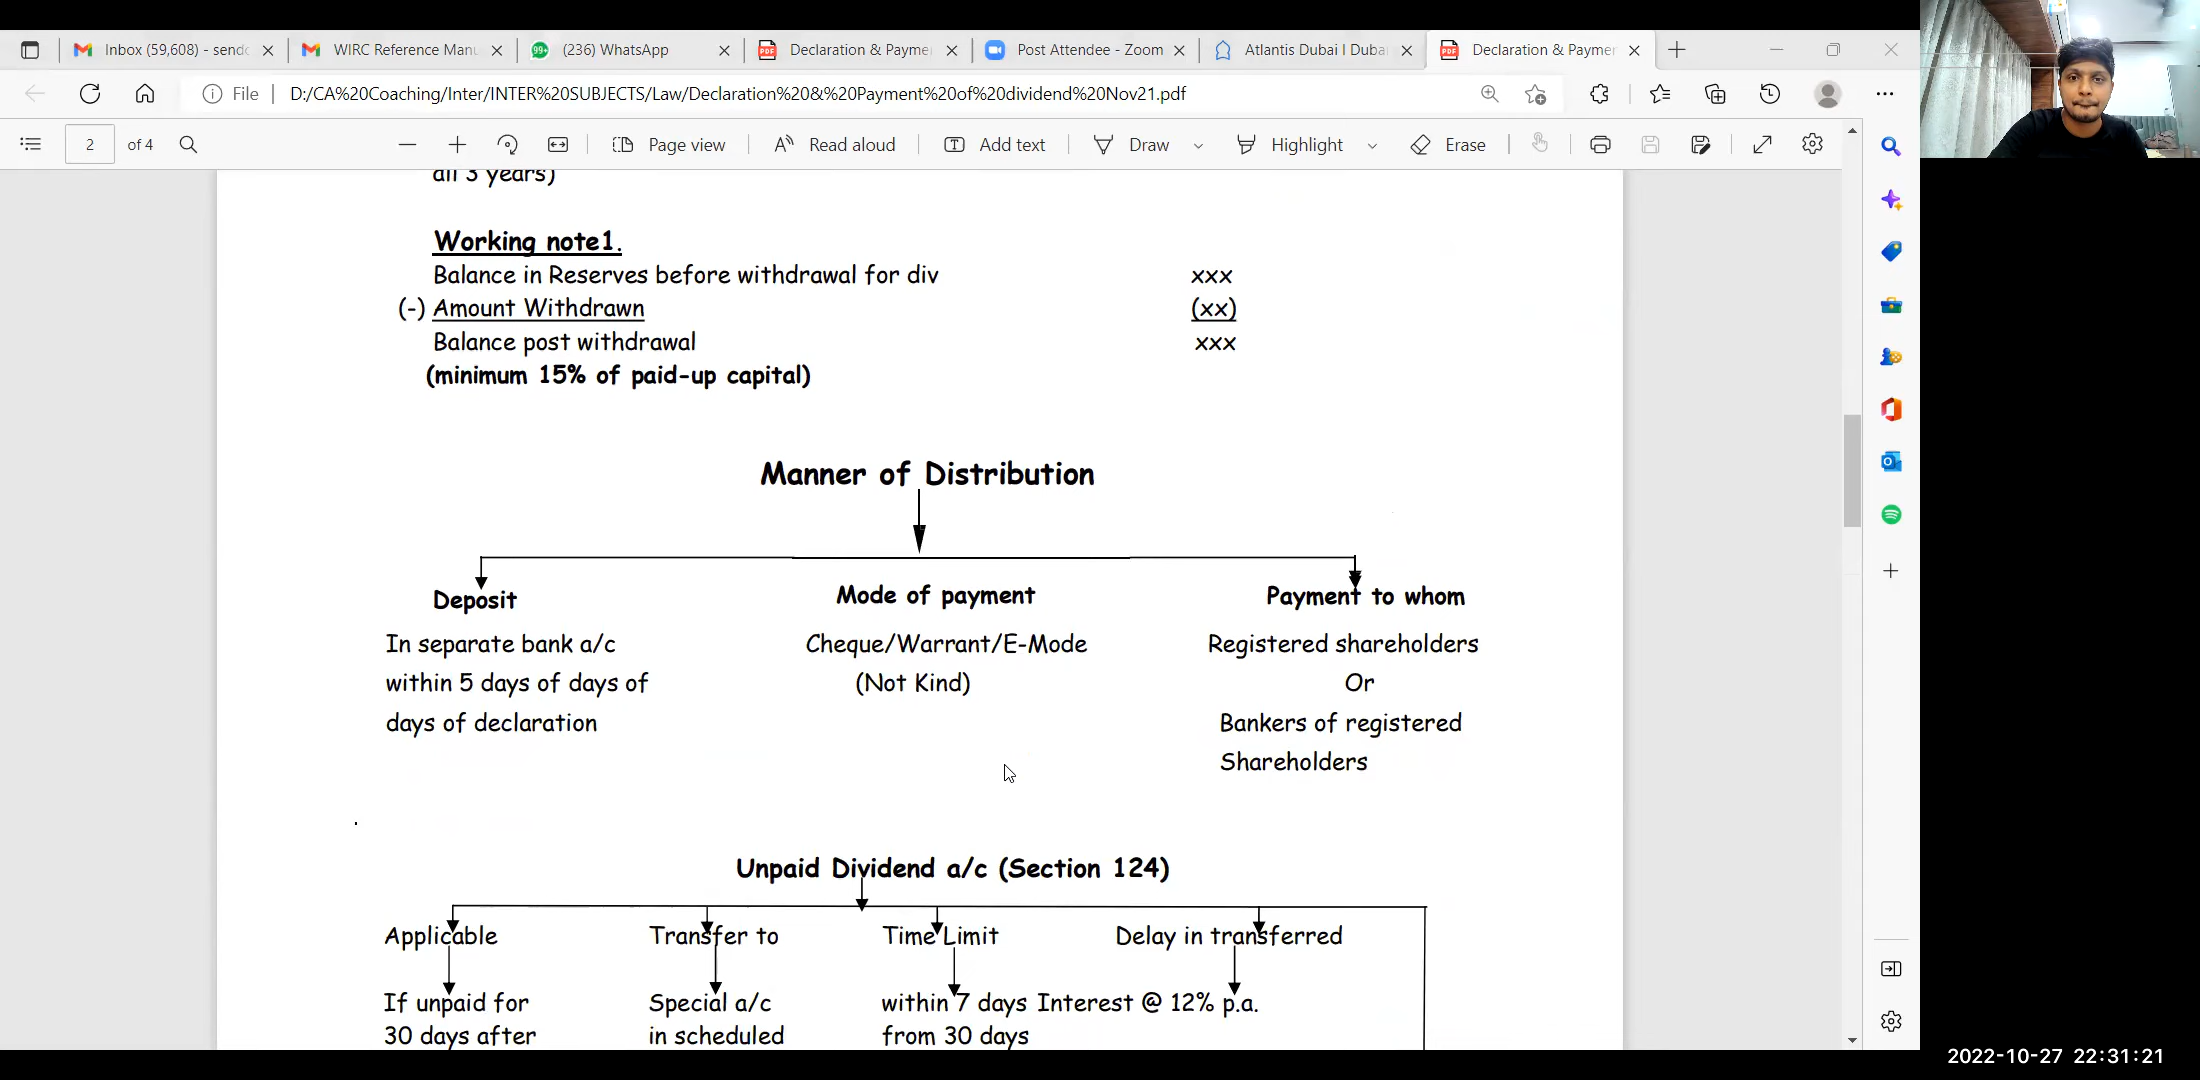 Inbox (59,608) - sendc
WIRC Reference Manu
99+
(236) WhatsApp
PDF
Declaration & Payme
Post Attendee - Zoom
Atlantis Dubai I Dubai
PDF
Declaration & Paymen
File
D:/CA%20Coaching/Inter/INTER%20SUBJECTS/Law/Declaration%20&%20Payment%20of%20dividend%20Nov21.pdf
2 of 4
Page view
Read aloud
Add text
Draw
Highlight
Erase
all 3 years)
Working note1.
Balance in Reserves before withdrawal for div xxx
(-) Amount Withdrawn (xx)
Balance post withdrawal xxx
(minimum 15% of paid-up capital)
Manner of Distribution
Deposit Mode of payment Payment to whom
In separate bank a/c Cheque/Warrant/E-Mode Registered shareholders
within 5 days of days of (Not Kind) Or
days of declaration Bankers of registered
Shareholders
.
Unpaid Dividend a/c (Section 124)
Applicable Transfer to Time Limit Delay in transferred
If unpaid for Special a/c within 7 days Interest @ 12% p.a.
30 days after in scheduled from 30 days
2022-10-27 22:31:21